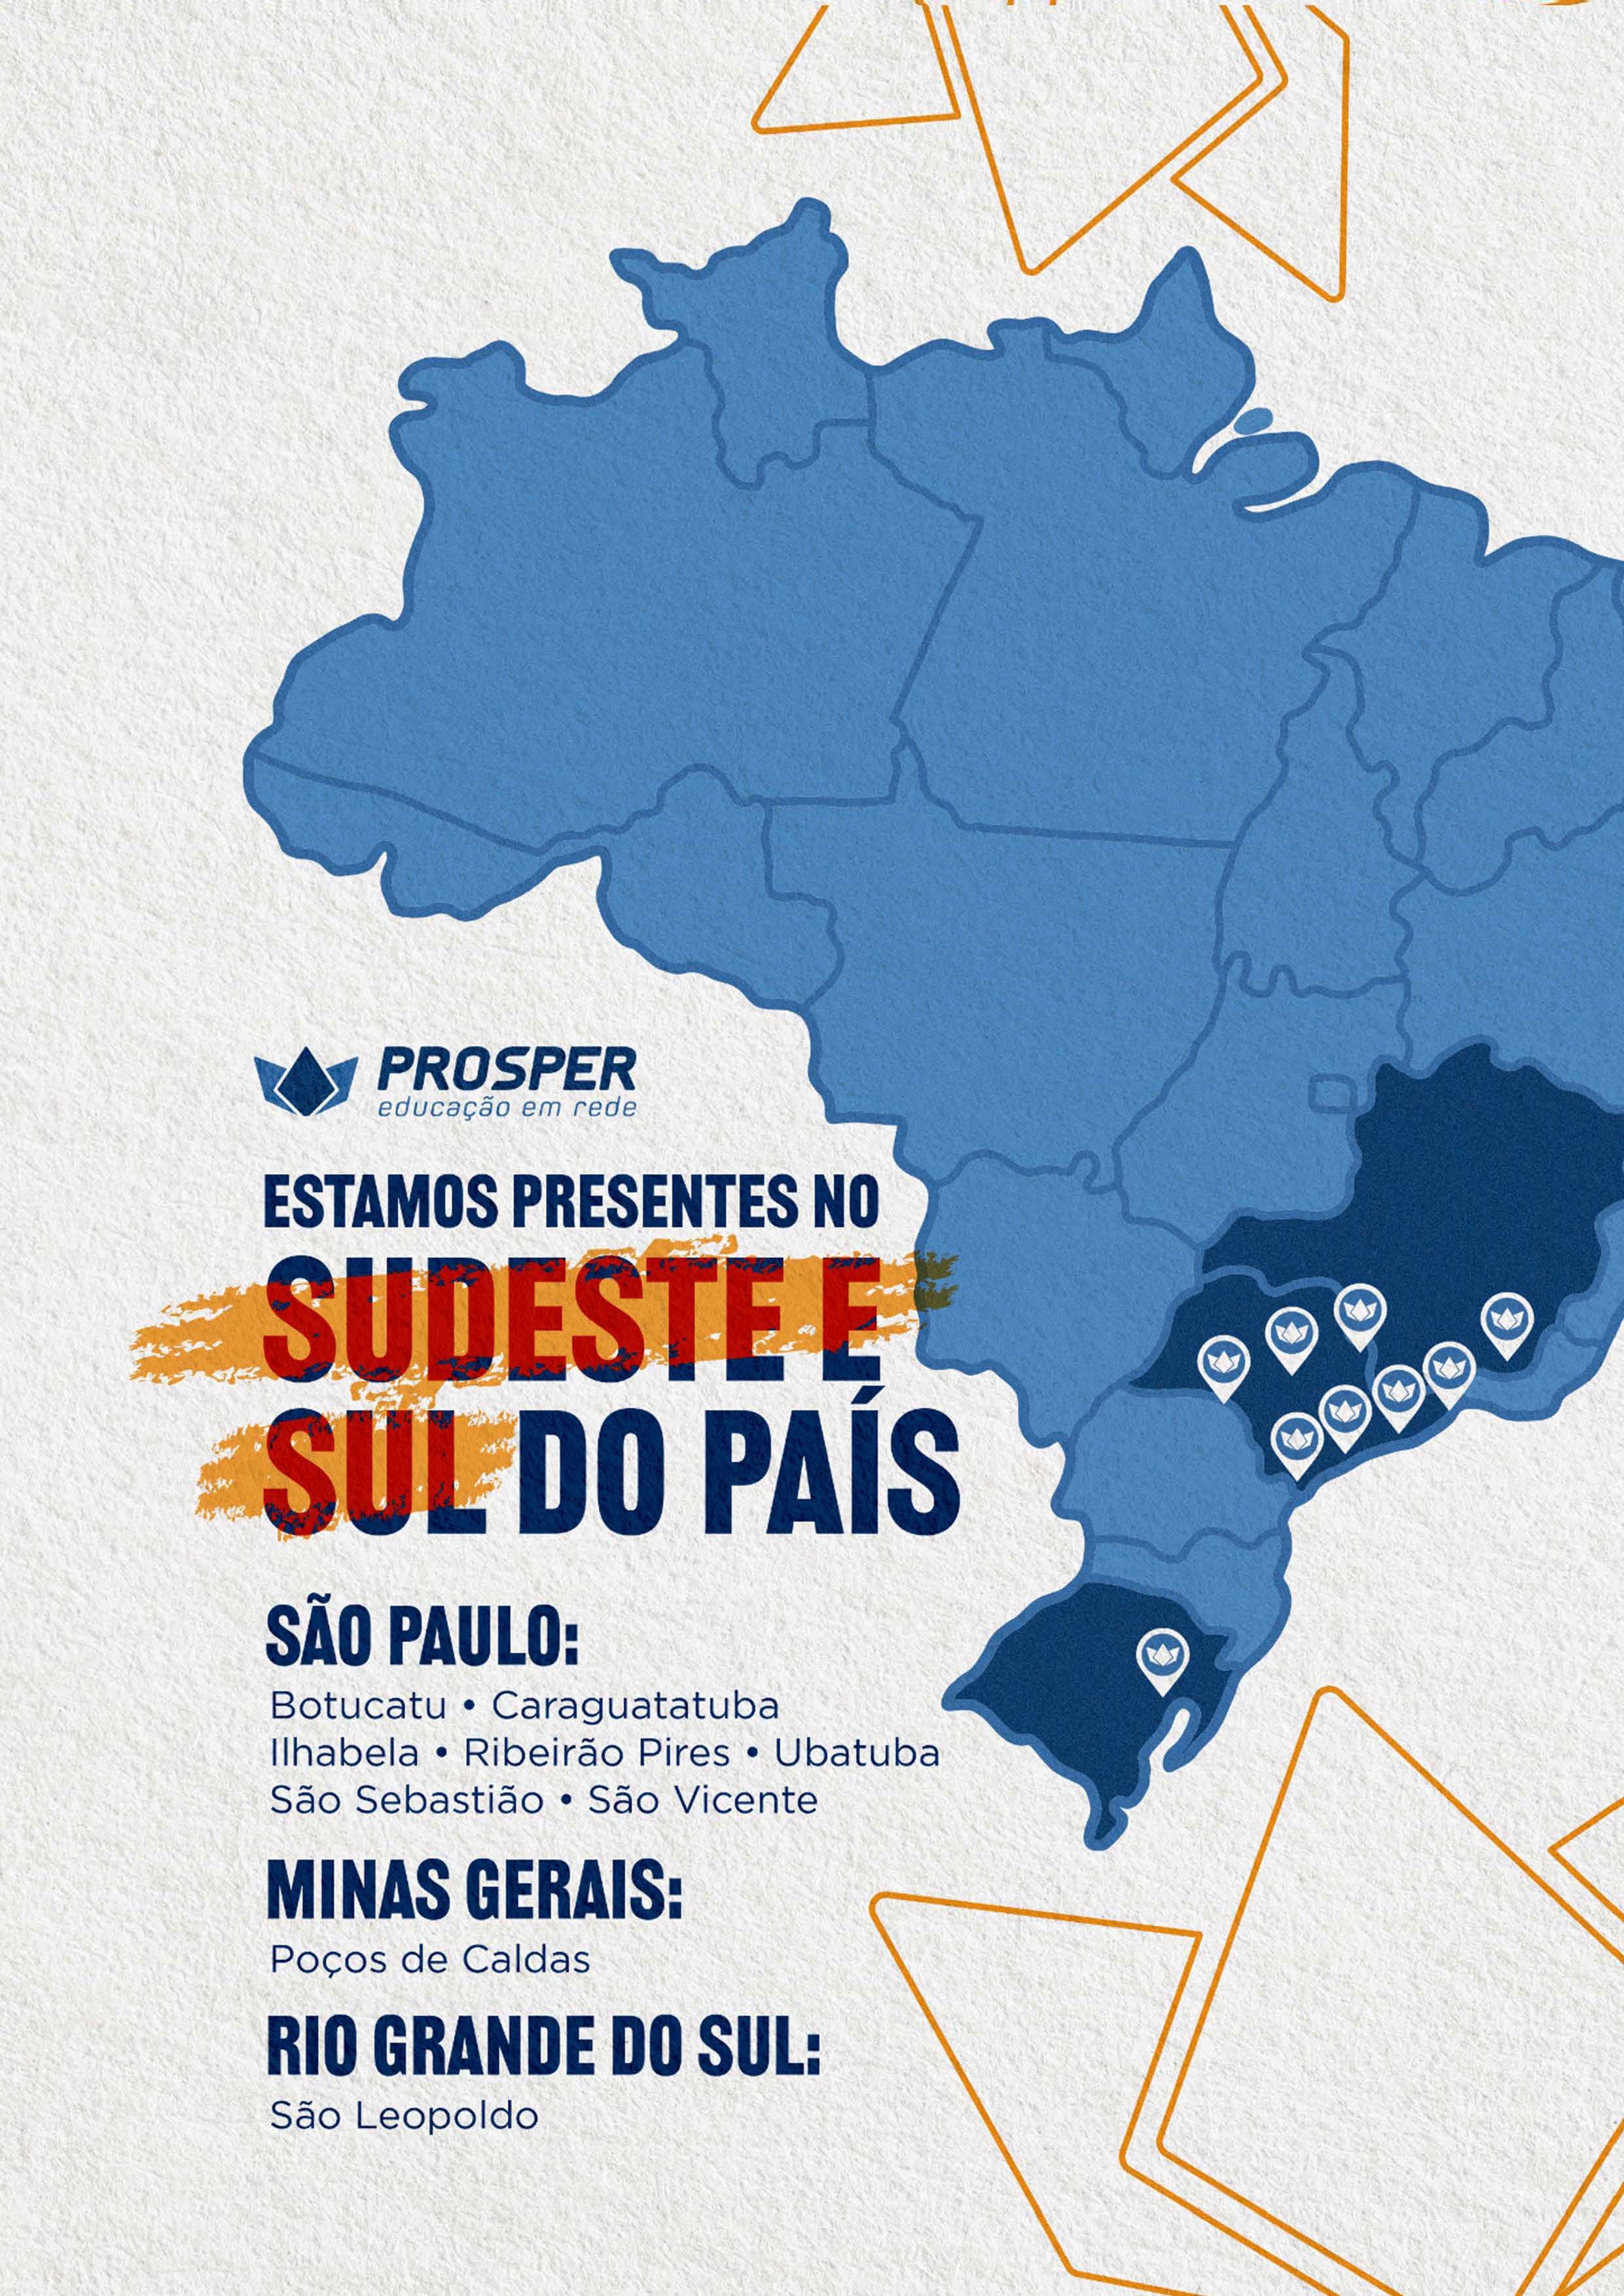 PROSPER
educação em rede
ESTAMOS PRESENTES NO
SUDESTE E
SUL DO PAÍS
SÃO PAULO:
Botucatu • Caraguatatuba
Ilhabela • Ribeirão Pires • Ubatuba
São Sebastião • São Vicente
MINAS GERAIS:
Poços de Caldas
RIO GRANDE DO SUL:
São Leopoldo